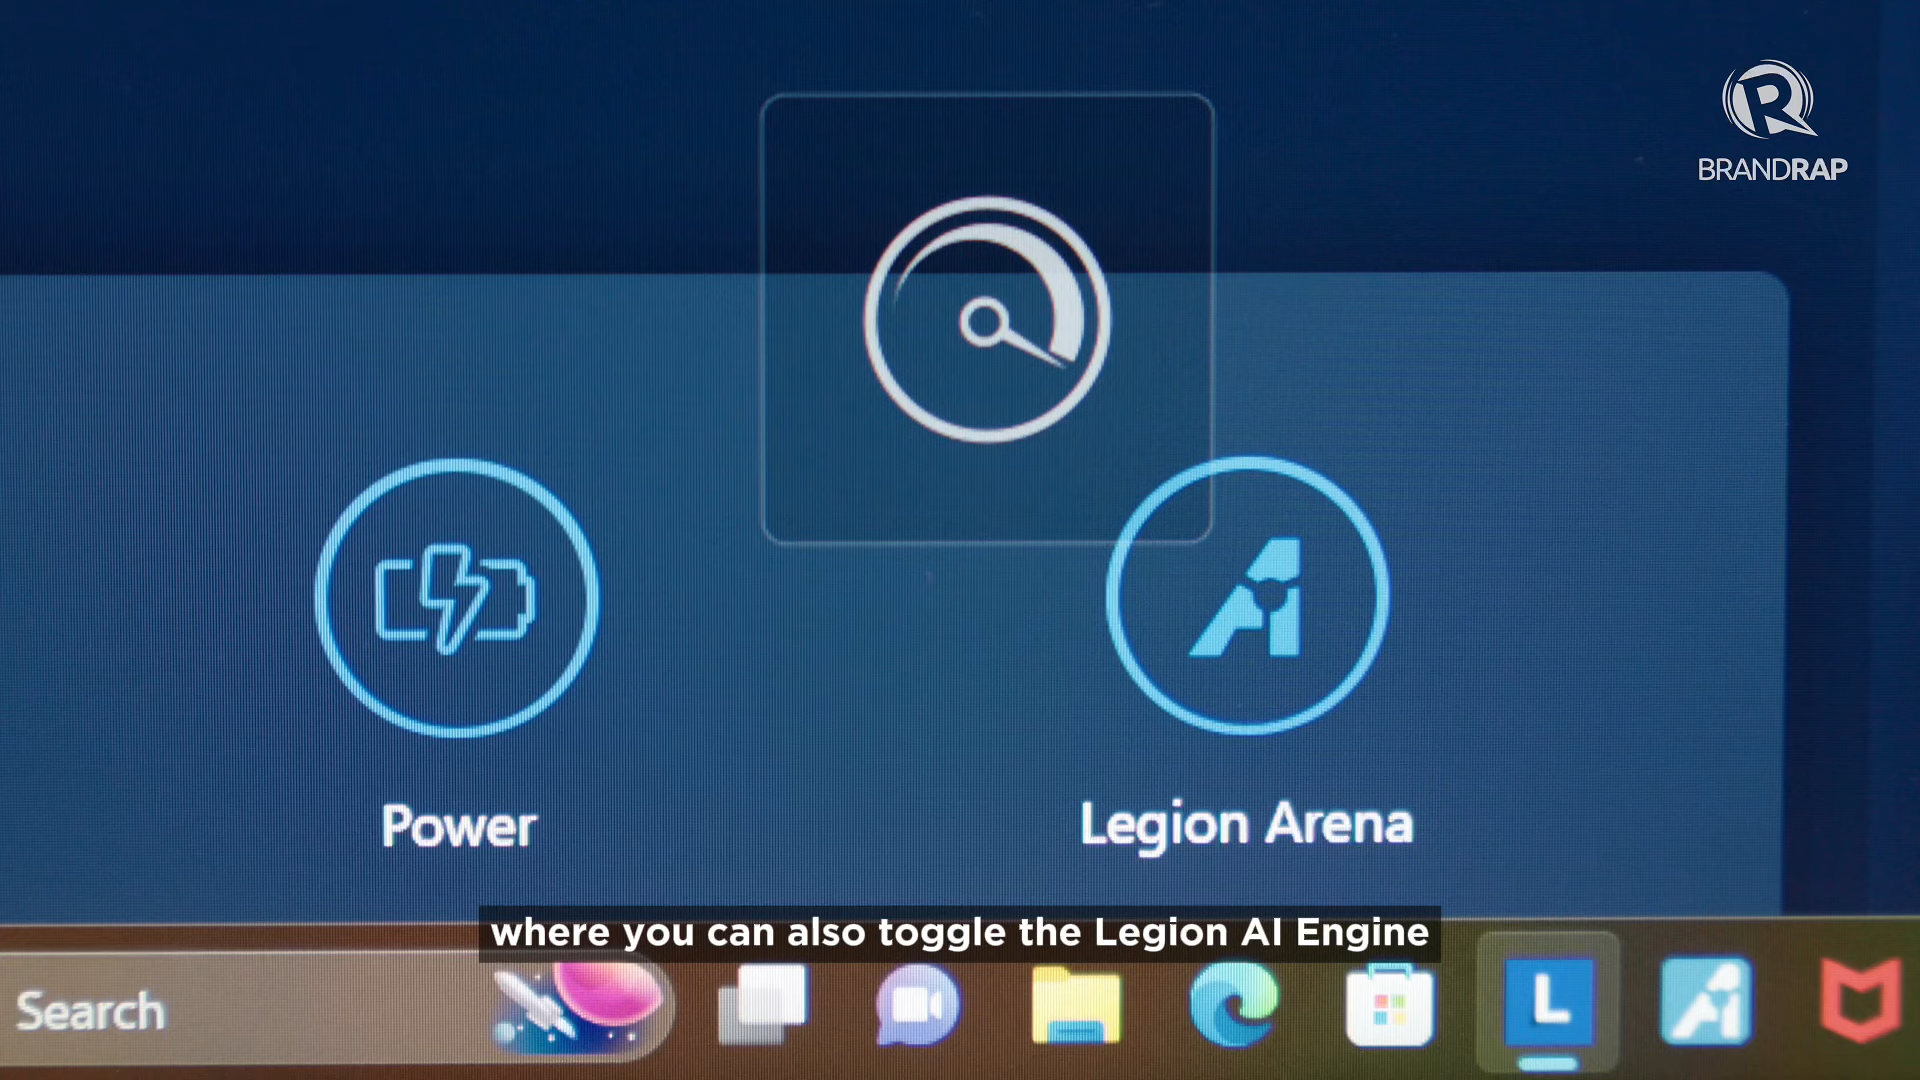 BRANDRAP
Power
Legion Arena
where you can also toggle the Legion AI Engine
Search
L